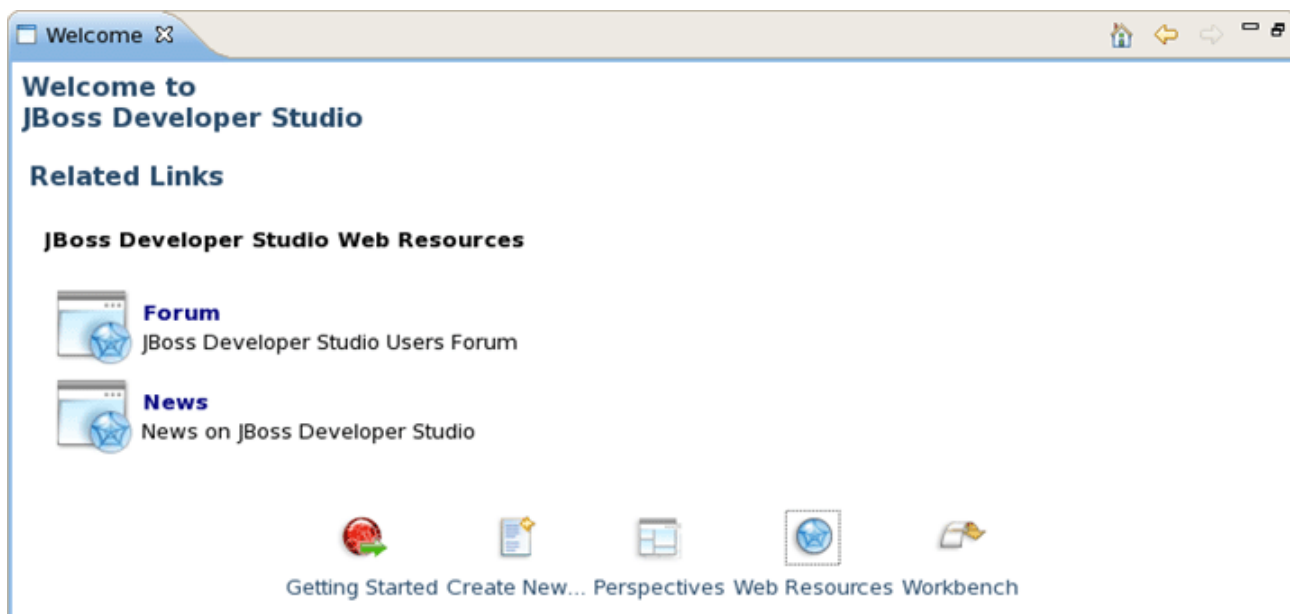 Welcome
Welcome to
JBoss Developer Studio
Related Links
JBoss Developer Studio Web Resources
Forum
JBoss Developer Studio Users Forum
News
News on JBoss Developer Studio
Getting Started Create New... Perspectives Web Resources Workbench